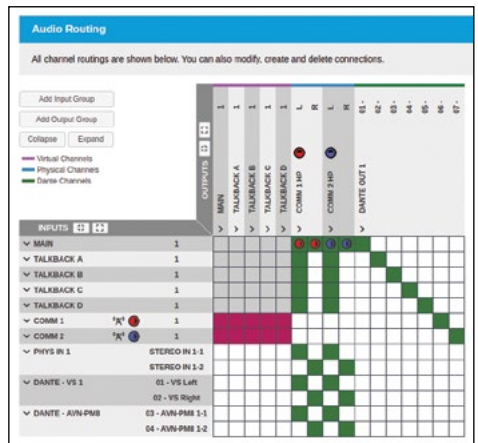 Audio Routing
All channel routings are shown below. You can also modify, create and delete connections.
Add Input Group
Add Output Group
Collapse Expand
Virtual Channels
Physical Channels
Dante Channels
OUTPUTS
MAIN 1
TALKBACK A 1
TALKBACK B 1
TALKBACK C 1
TALKBACK D 1
COMM 1 HP L R
COMM 2 HP L R
DANTE OUT 1 01 - 02 - 03 - 04 - 05 - 06 - 07 -
INPUTS
MAIN 1
TALKBACK A 1
TALKBACK B 1
TALKBACK C 1
TALKBACK D 1
COMM 1 1
COMM 2 1
PHYS IN 1 STEREO IN 1-1
STEREO IN 1-2
DANTE - VS 1 01 - VS Left
02 - VS Right
DANTE - AVN-PM8 03 - AVN-PM8 1-1
04 - AVN-PM8 1-2